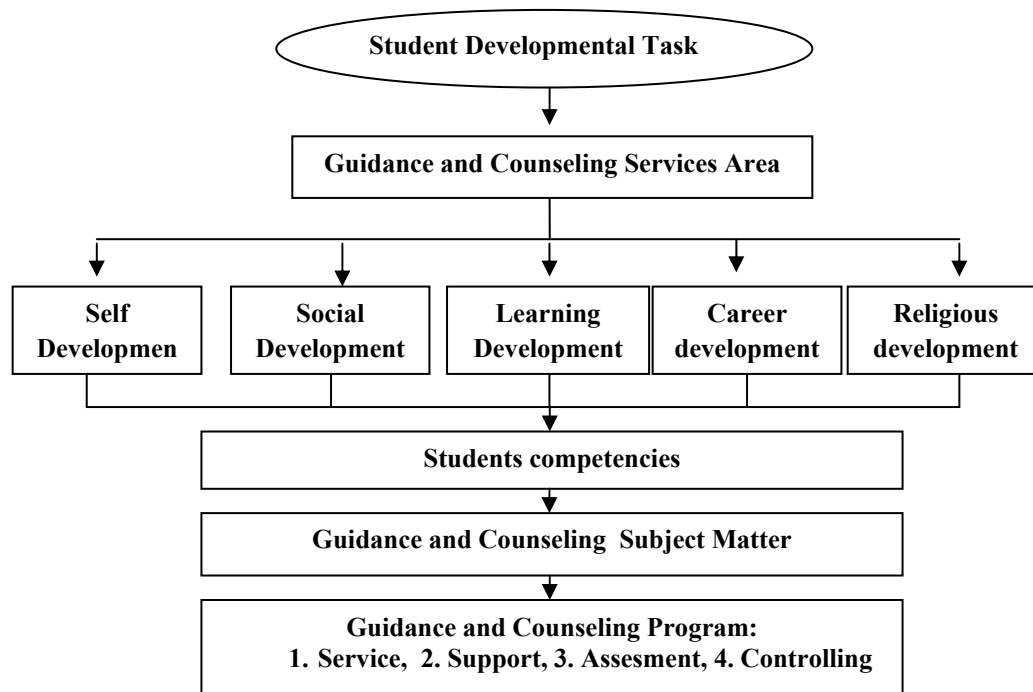 Student Developmental Task
Guidance and Counseling Services Area
Self
Developmen
Social
Development
Learning
Development
Career
development
Religious
development
Students competencies
Guidance and Counseling Subject Matter
Guidance and Counseling Program:
1. Service, 2. Support, 3. Assesment, 4. Controlling